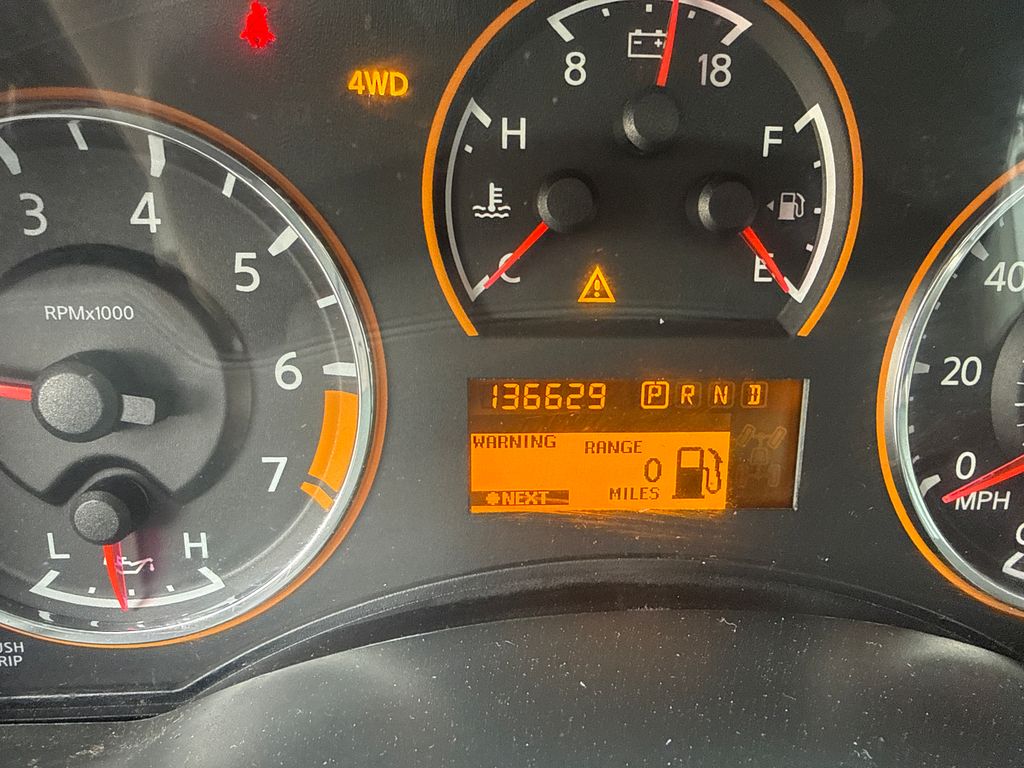 4WD
8
18
H
F
C
E
3
4
5
6
7
RPMx1000
L
H
136629 P R N D
WARNING
RANGE
0
MILES
NEXT
40
20
0
MPH